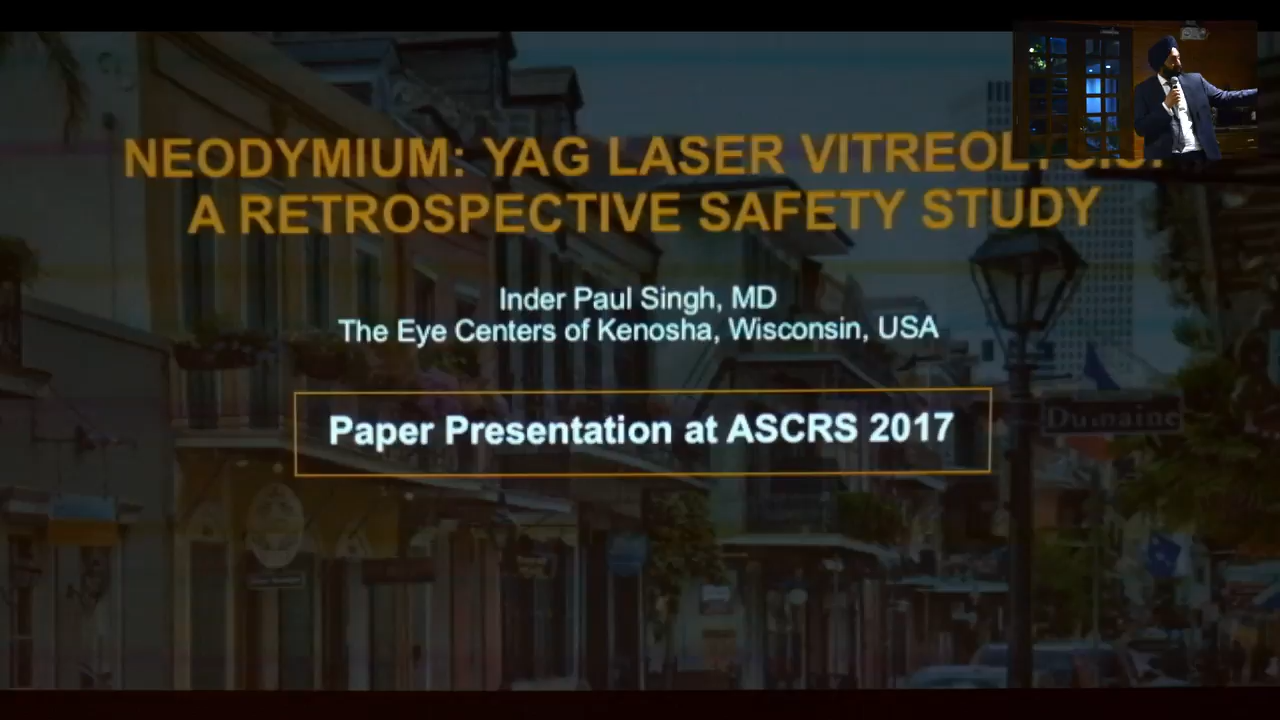 NEODYMIUM: YAG LASER VITREOLYSIS:
A RETROSPECTIVE SAFETY STUDY
Inder Paul Singh, MD
The Eye Centers of Kenosha, Wisconsin, USA
Paper Presentation at ASCRS 2017
Dumaine